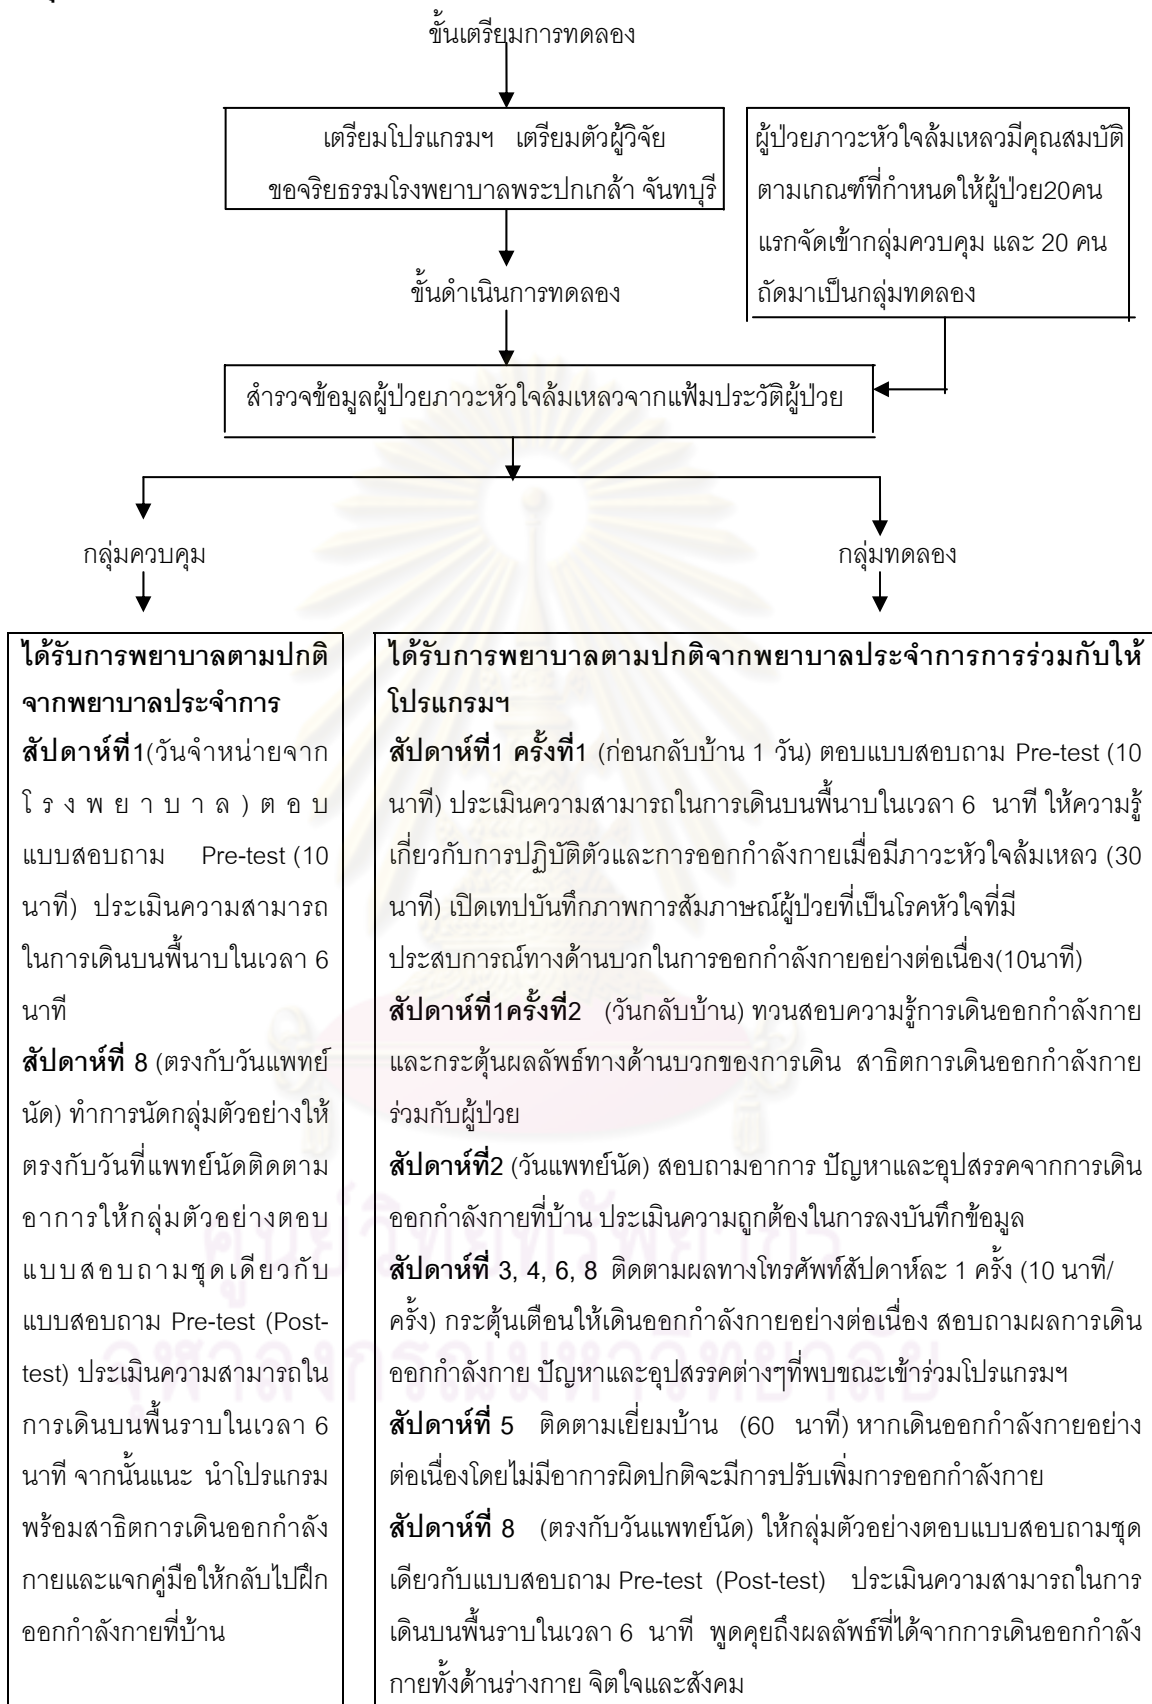 ขั้นเตรียมการทดลอง
เตรียมโปรแกรมฯ เตรียมตัวผู้วิจัย
ขอจริยธรรมโรงพยาบาลพระปกเกล้า จันทบุรี
ผู้ป่วยภาวะหัวใจล้มเหลวมีคุณสมบัติ
ตามเกณฑ์ที่กำหนดให้ผู้ป่วย20คน
แรกจัดเข้ากลุ่มควบคุม และ 20 คน
ถัดมาเป็นกลุ่มทดลอง
ขั้นดำเนินการทดลอง
สำรวจข้อมูลผู้ป่วยภาวะหัวใจล้มเหลวจากแฟ้มประวัติผู้ป่วย
กลุ่มควบคุม
กลุ่มทดลอง
ได้รับการพยาบาลตามปกติ
จากพยาบาลประจำการ
สัปดาห์ที่1(วันจำหน่ายจาก
โรงพยาบาล)ตอบ
แบบสอบถาม Pre-test (10
นาที) ประเมินความสามารถ
ในการเดินบนพื้นาบในเวลา 6
นาที
สัปดาห์ที่ 8 (ตรงกับวันแพทย์
นัด) ทำการนัดกลุ่มตัวอย่างให้
ตรงกับวันที่แพทย์นัดติดตาม
อาการให้กลุ่มตัวอย่างตอบ
แบบสอบถามชุดเดียวกับ
แบบสอบถาม Pre-test (Post-
test) ประเมินความสามารถใน
การเดินบนพื้นราบในเวลา 6
นาที จากนั้นแนะ นำโปรแกรม
พร้อมสาธิตการเดินออกกำลัง
กายและแจกคู่มือให้กลับไปฝึก
ออกกำลังกายที่บ้าน
ได้รับการพยาบาลตามปกติจากพยาบาลประจำการการร่วมกับให้
โปรแกรมฯ
สัปดาห์ที่1 ครั้งที่1 (ก่อนกลับบ้าน 1 วัน) ตอบแบบสอบถาม Pre-test (10
นาที) ประเมินความสามารถในการเดินบนพื้นาบในเวลา 6 นาที ให้ความรู้
เกี่ยวกับการปฏิบัติตัวและการออกกำลังกายเมื่อมีภาวะหัวใจล้มเหลว (30
นาที) เปิดเทปบันทึกภาพการสัมภาษณ์ผู้ป่วยที่เป็นโรคหัวใจที่มี
ประสบการณ์ทางด้านบวกในการออกกำลังกายอย่างต่อเนื่อง(10นาที)
สัปดาห์ที่1ครั้งที่2 (วันกลับบ้าน) ทวนสอบความรู้การเดินออกกำลังกาย
และกระตุ้นผลลัพธ์ทางด้านบวกของการเดิน สาธิตการเดินออกกำลังกาย
ร่วมกับผู้ป่วย
สัปดาห์ที่2 (วันแพทย์นัด) สอบถามอาการ ปัญหาและอุปสรรคจากการเดิน
ออกกำลังกายที่บ้าน ประเมินความถูกต้องในการลงบันทึกข้อมูล
สัปดาห์ที่ 3, 4, 6, 8 ติดตามผลทางโทรศัพท์สัปดาห์ละ 1 ครั้ง (10 นาที/
ครั้ง) กระตุ้นเตือนให้เดินออกกำลังกายอย่างต่อเนื่อง สอบถามผลการเดิน
ออกกำลังกาย ปัญหาและอุปสรรคต่างๆที่พบขณะเข้าร่วมโปรแกรมฯ
สัปดาห์ที่ 5 ติดตามเยี่ยมบ้าน (60 นาที) หากเดินออกกำลังกายอย่าง
ต่อเนื่องโดยไม่มีอาการผิดปกติจะมีการปรับเพิ่มการออกกำลังกาย
สัปดาห์ที่ 8 (ตรงกับวันแพทย์นัด) ให้กลุ่มตัวอย่างตอบแบบสอบถามชุด
เดียวกับแบบสอบถาม Pre-test (Post-test) ประเมินความสามารถในการ
เดินบนพื้นราบในเวลา 6 นาที พูดคุยถึงผลลัพธ์ที่ได้จากการเดินออกกำลัง
กายทั้งด้านร่างกาย จิตใจและสังคม
ศูนย์วิทยทรัพยากร
จุฬาลงกรณ์มหาวิทยาลัย